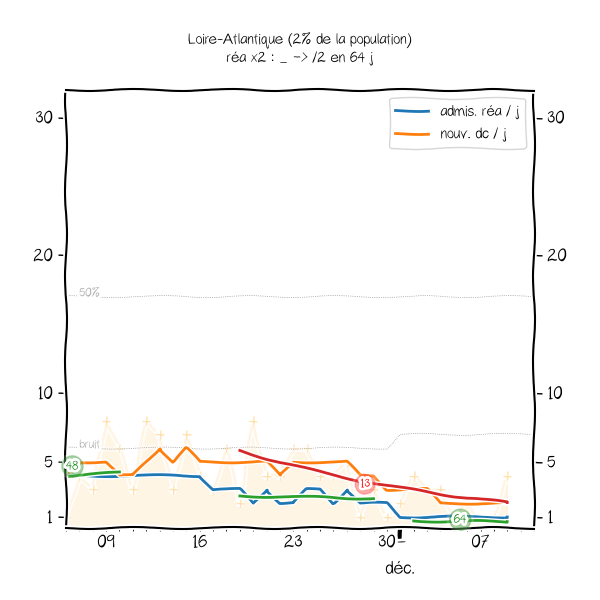 Loire-Atlantique (2% de la population)
réa x2 : _ -> /2 en 64 j
admis. réa / j
nouv. dc / j
30
30
20
20
50%
10
10
bruit
5
5
48
13
64
1
1
09 16 23 30 07
déc.